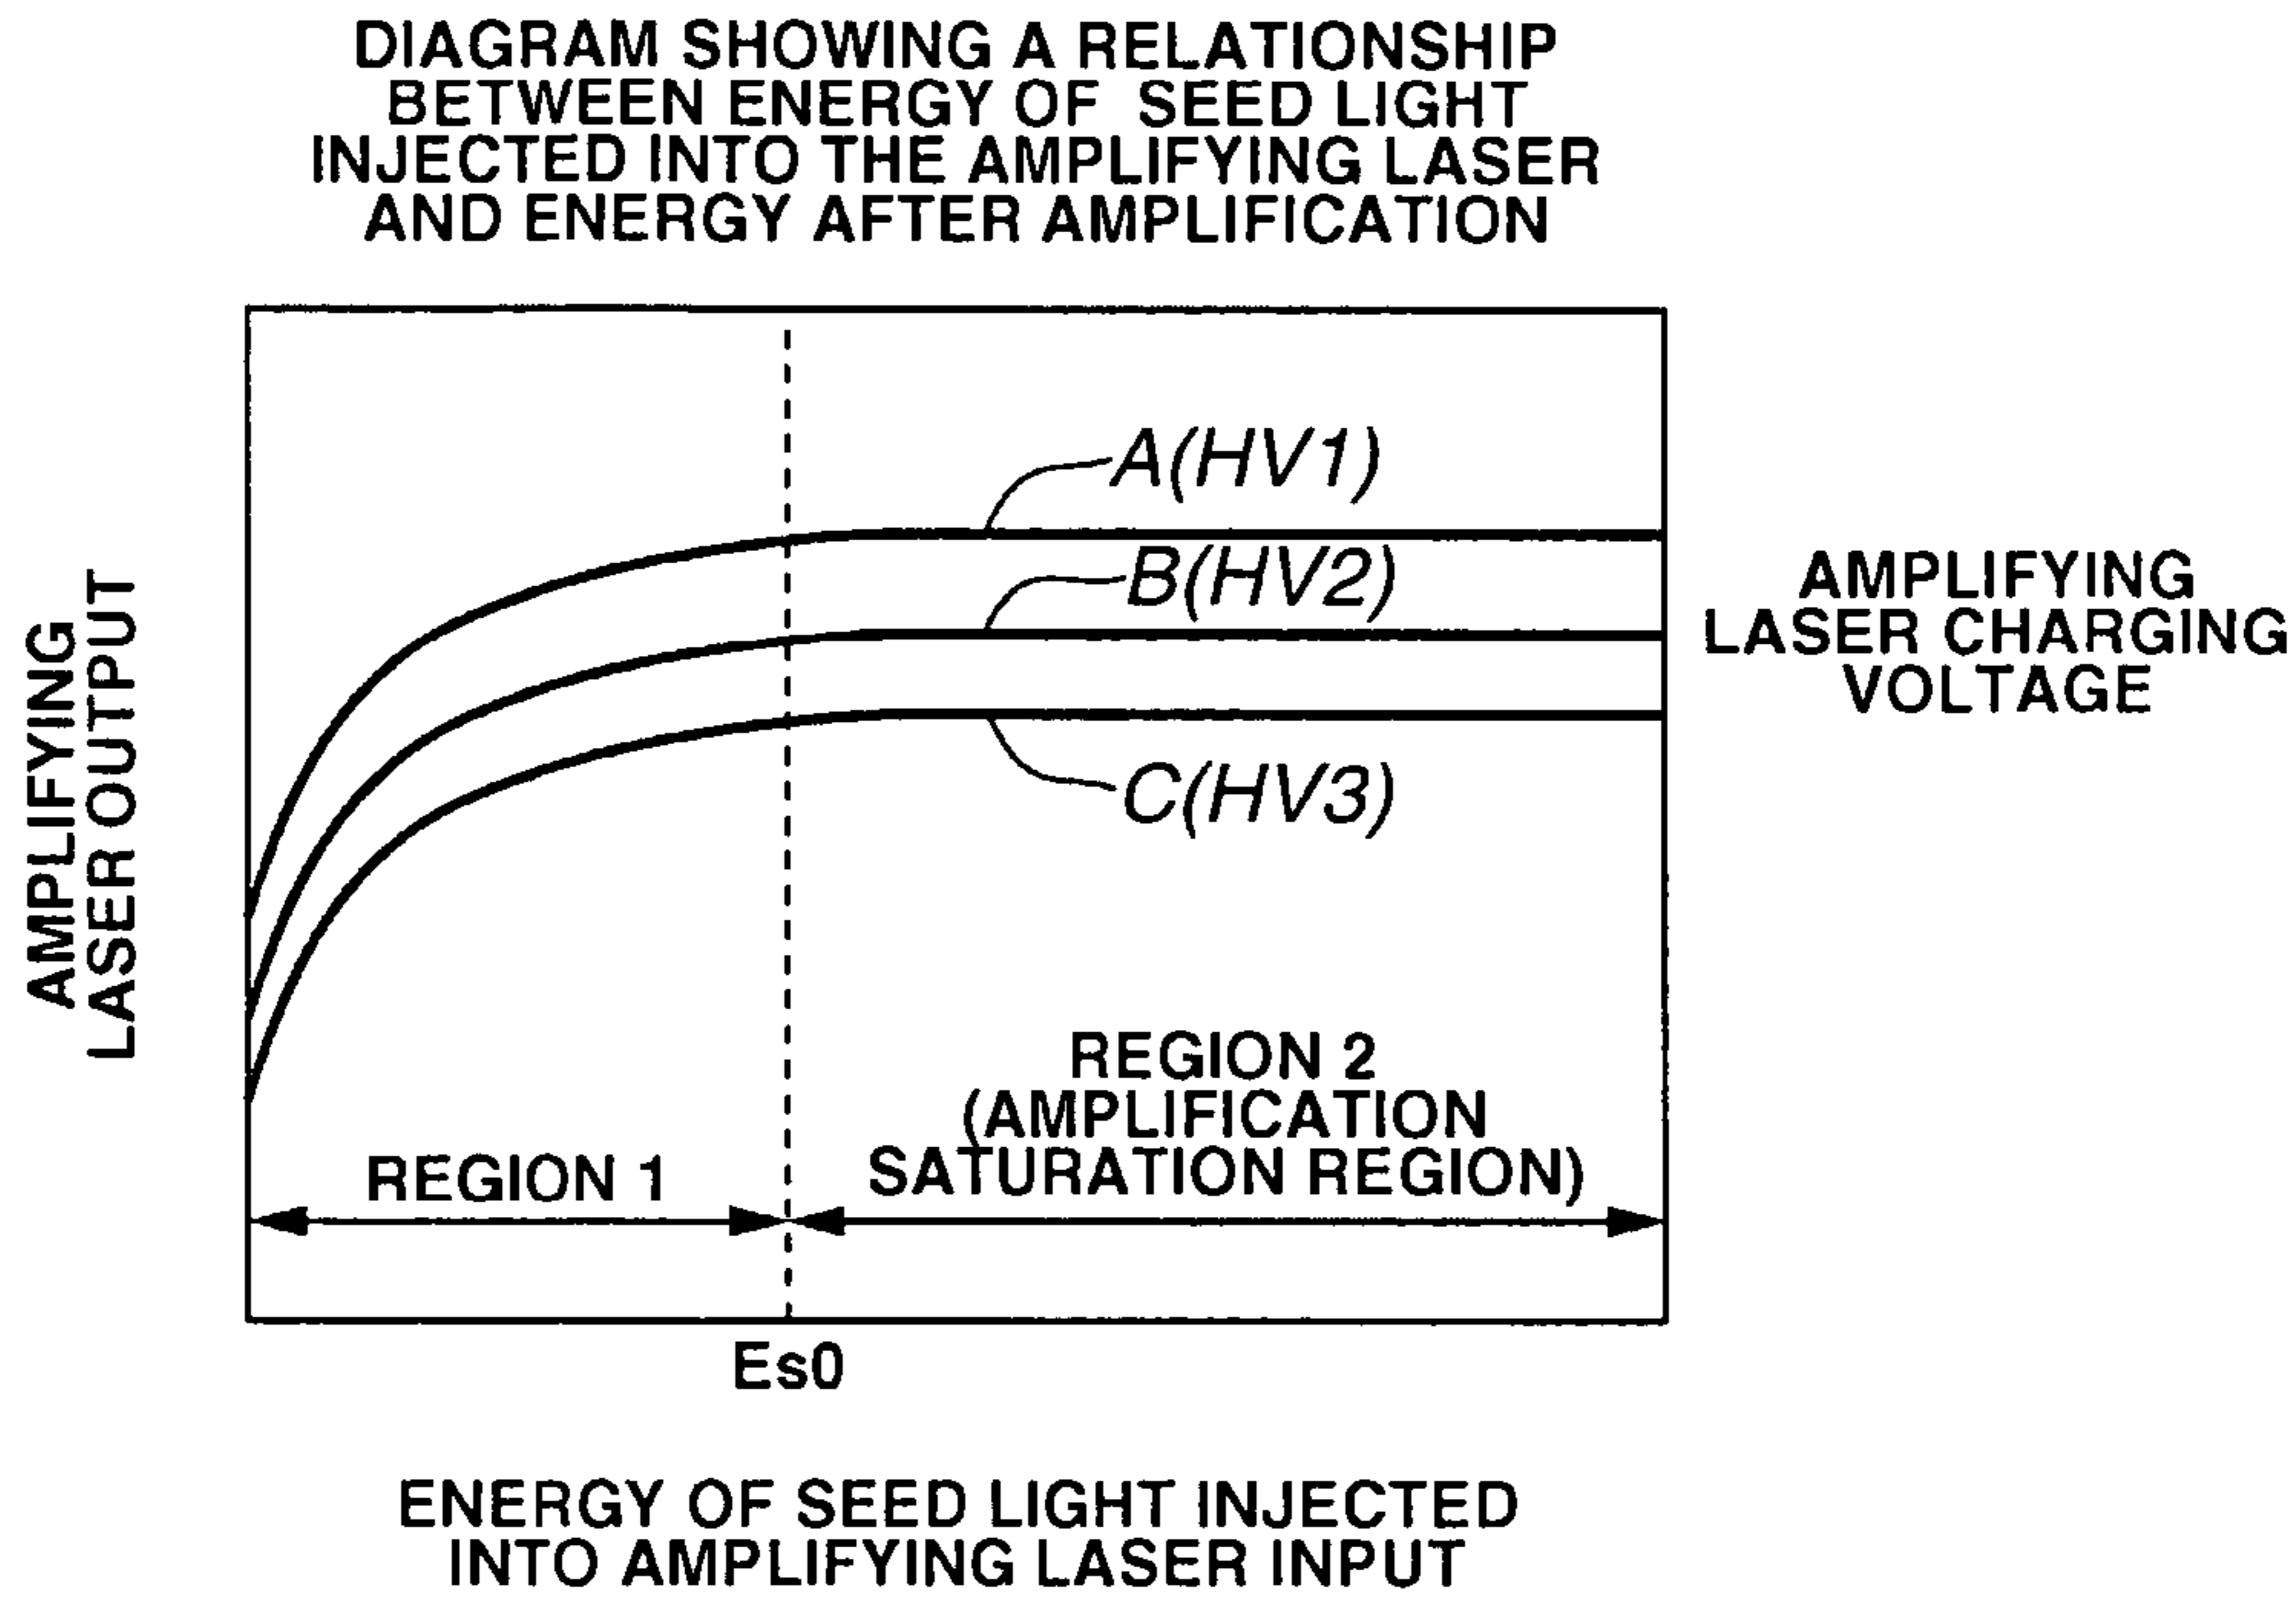 DIAGRAM SHOWING A RELATIONSHIP
BETWEEN ENERGY OF SEED LIGHT
INJECTED INTO THE AMPLIFYING LASER
AND ENERGY AFTER AMPLIFICATION
A(HV1)
B(HV2)
C(HV3)
AMPLIFYING
LASER CHARGING
VOLTAGE
AMPLIFYING
LASER OUTPUT
REGION 1
REGION 2
(AMPLIFICATION
SATURATION REGION)
Es0
ENERGY OF SEED LIGHT INJECTED
INTO AMPLIFYING LASER INPUT